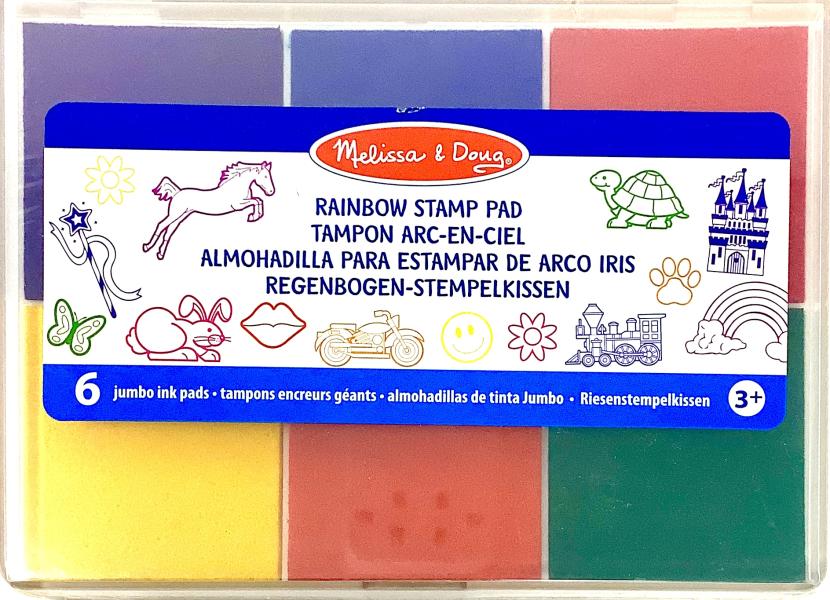 Melissa & Doug®
RAINBOW STAMP PAD
TAMPON ARC-EN-CIEL
ALMOHADILLA PARA ESTAMPAR DE ARCO IRIS
REGENBOGEN-STEMPELKISSEN
6 jumbo ink pads • tampons encreurs géants • almohadillas de tinta Jumbo • Riesenstempelkissen 3+